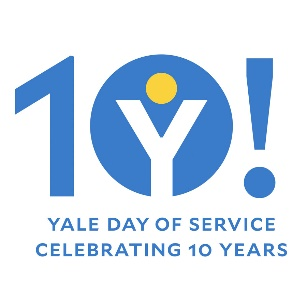 10!
YALE DAY OF SERVICE
CELEBRATING 10 YEARS